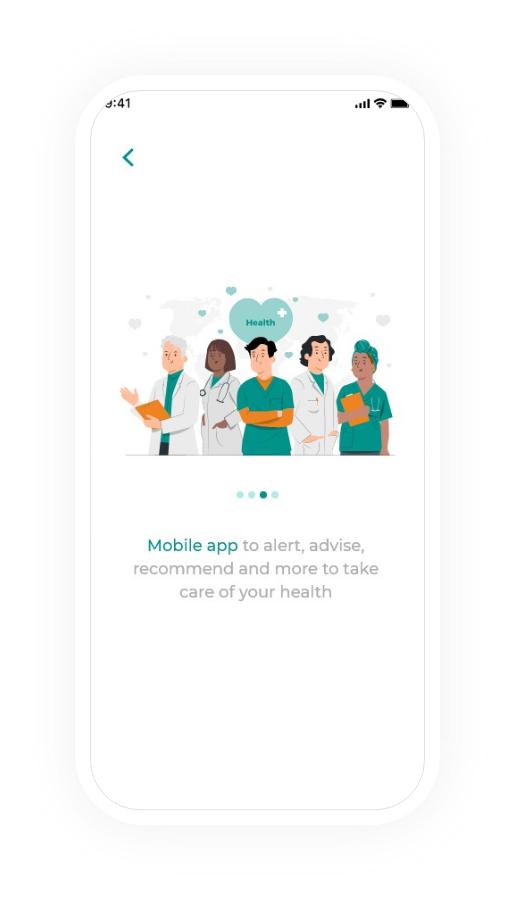 9:41
Health
Mobile app to alert, advise,
recommend and more to take
care of your health